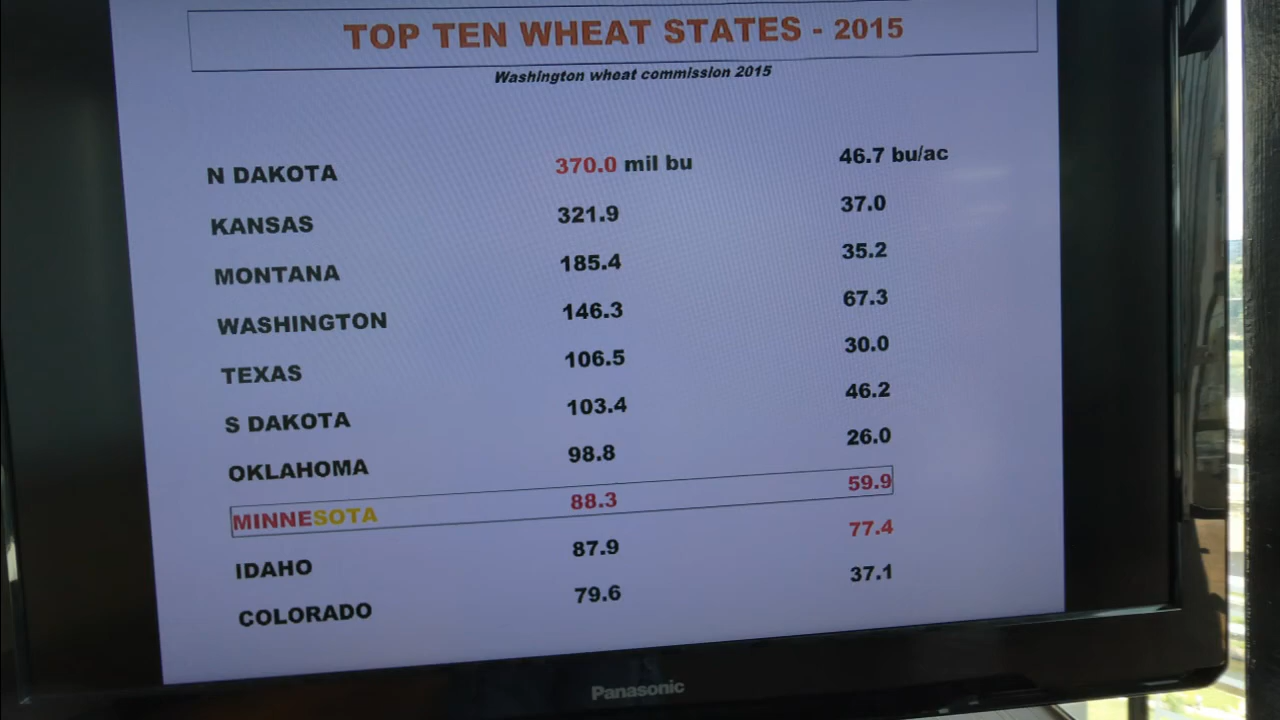 TOP TEN WHEAT STATES - 2015
Washington wheat commission 2015
N DAKOTA 370.0 mil bu 46.7 bu/ac
KANSAS 321.9 37.0
MONTANA 185.4 35.2
WASHINGTON 146.3 67.3
TEXAS 106.5 30.0
S DAKOTA 103.4 46.2
OKLAHOMA 98.8 26.0
MINNESOTA 88.3 59.9
IDAHO 87.9 77.4
COLORADO 79.6 37.1
Panasonic